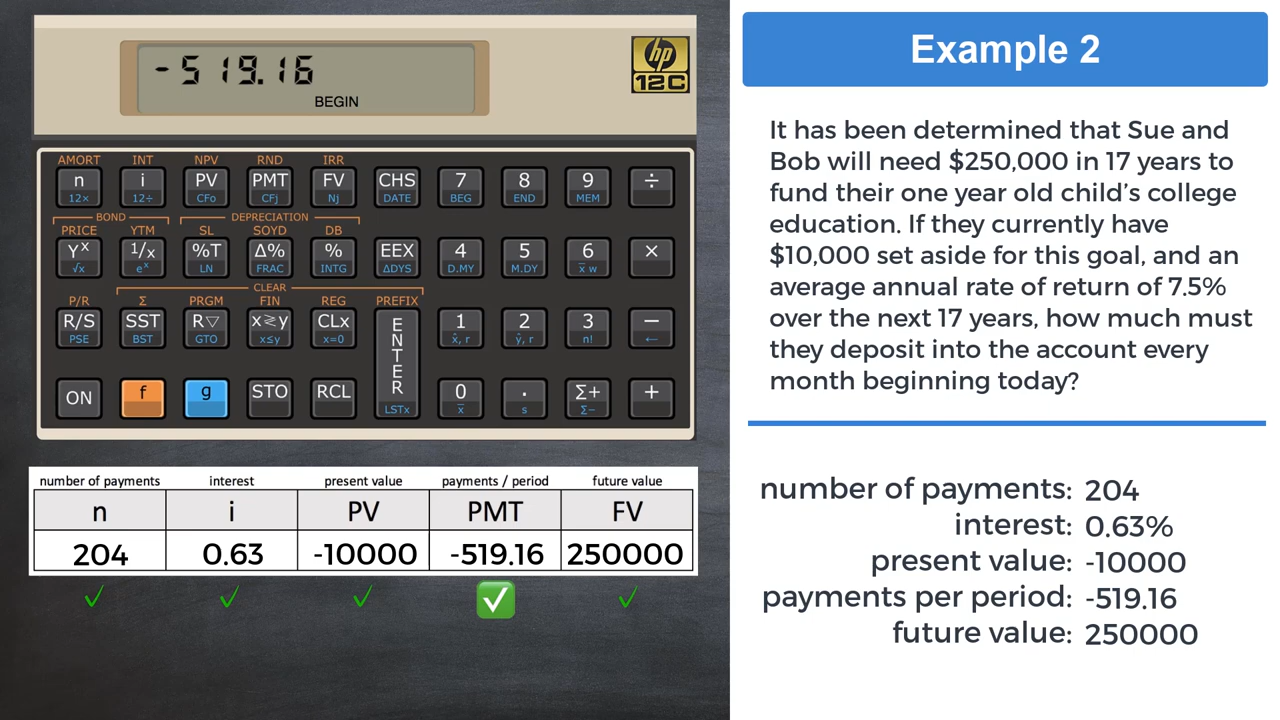 -519.16
BEGIN
hp
12C
AMORT INT NPV RND IRR
n i PV PMT FV CHS 7 8 9 ÷
12× 12÷ CFo CFj Nj DATE BEG END MEM
BOND DEPRECIATION
PRICE YTM SL SOYD DB
Yˣ 1/x %T Δ% % EEX 4 5 6 ×
√x eˣ LN FRAC INTG ΔDYS D.MY M.DY x̄ w
CLEAR
P/R Σ PRGM FIN REG PREFIX
R/S SST R▽ x≷y CLx ENTER 1 2 3 −
PSE BST GTO x≤y x=0 x̂, r ŷ, r n! ←
ON f g STO RCL 0 . Σ+ +
LSTx x̄ s Σ−
number of payments interest present value payments / period future value
n i PV PMT FV
204 0.63 -10000 -519.16 250000
Example 2
It has been determined that Sue and
Bob will need $250,000 in 17 years to
fund their one year old child’s college
education. If they currently have
$10,000 set aside for this goal, and an
average annual rate of return of 7.5%
over the next 17 years, how much must
they deposit into the account every
month beginning today?
number of payments: 204
interest: 0.63%
present value: -10000
payments per period: -519.16
future value: 250000